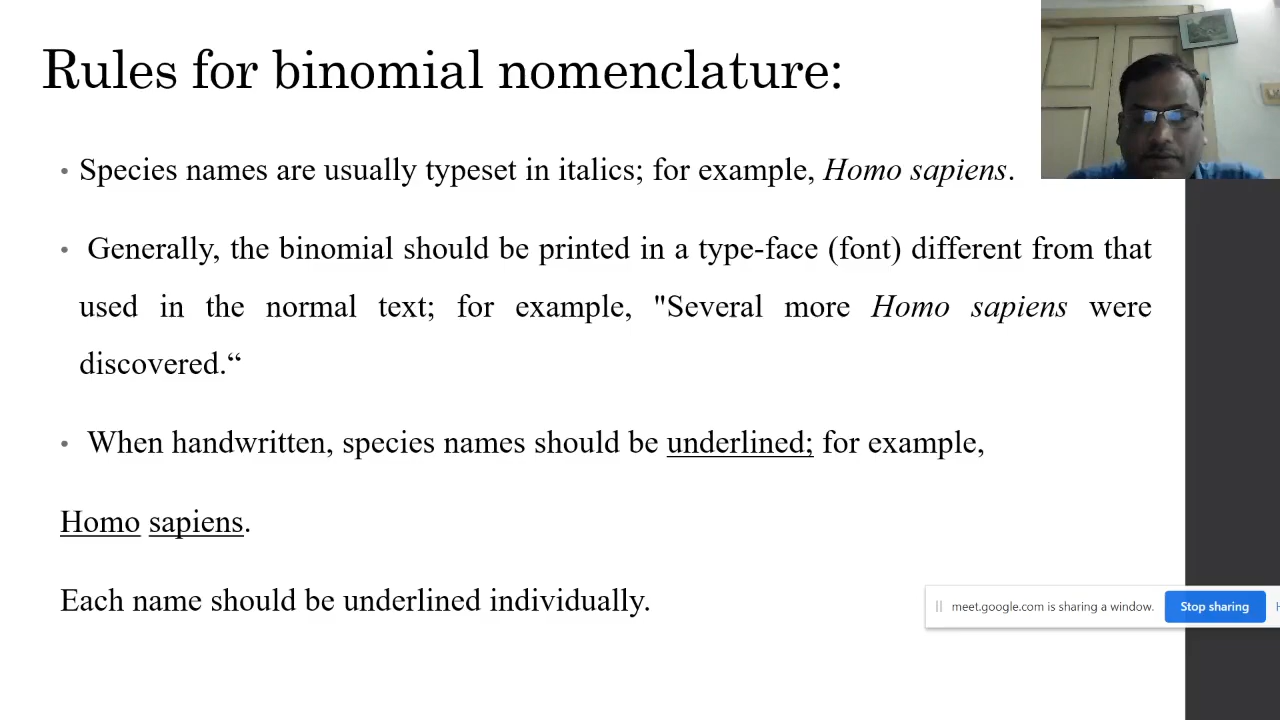 Rules for binomial nomenclature:
• Species names are usually typeset in italics; for example, Homo sapiens.
• Generally, the binomial should be printed in a type-face (font) different from that
used in the normal text; for example, "Several more Homo sapiens were
discovered.“
• When handwritten, species names should be underlined; for example,
Homo sapiens.
Each name should be underlined individually.
meet.google.com is sharing a window. Stop sharing